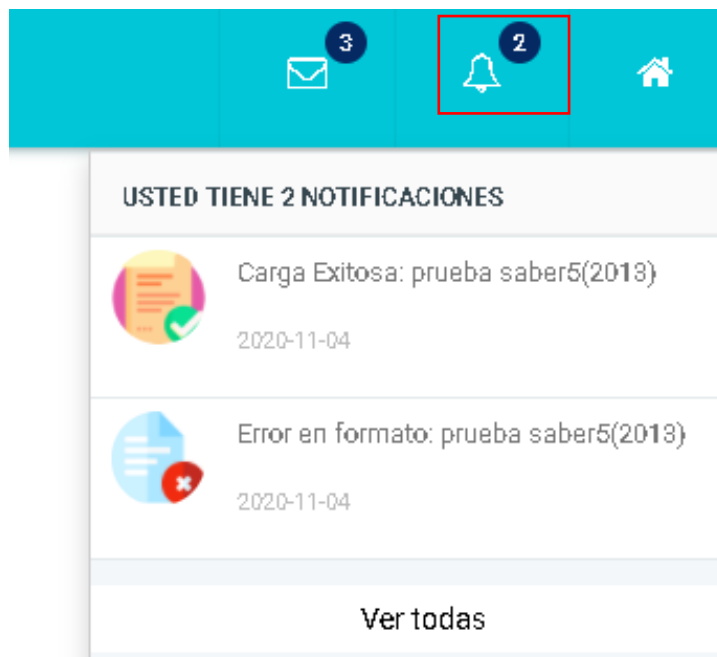 3
2
USTED TIENE 2 NOTIFICACIONES
Carga Exitosa: prueba saber5(2013)
2020-11-04
Error en formato: prueba saber5(2013)
2020-11-04
Ver todas